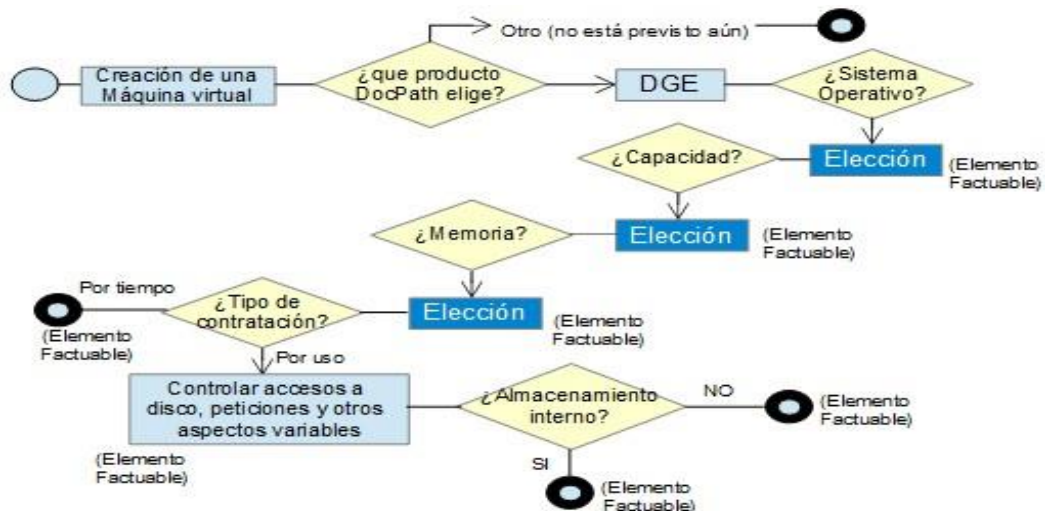 Otro (no está previsto aún)
Creación de una
Máquina virtual
¿que producto
DocPath elige?
DGE
¿Sistema
Operativo?
¿Capacidad?
Elección
(Elemento
Factuable)
¿Memoria?
Elección
(Elemento
Factuable)
Por tiempo
(Elemento
Factuable)
¿Tipo de
contratación?
Elección
(Elemento
Factuable)
Por uso
Controlar accesos a
disco, peticiones y otros
aspectos variables
(Elemento
Factuable)
¿Almacenamiento
interno?
NO
(Elemento
Factuable)
SI
(Elemento
Factuable)